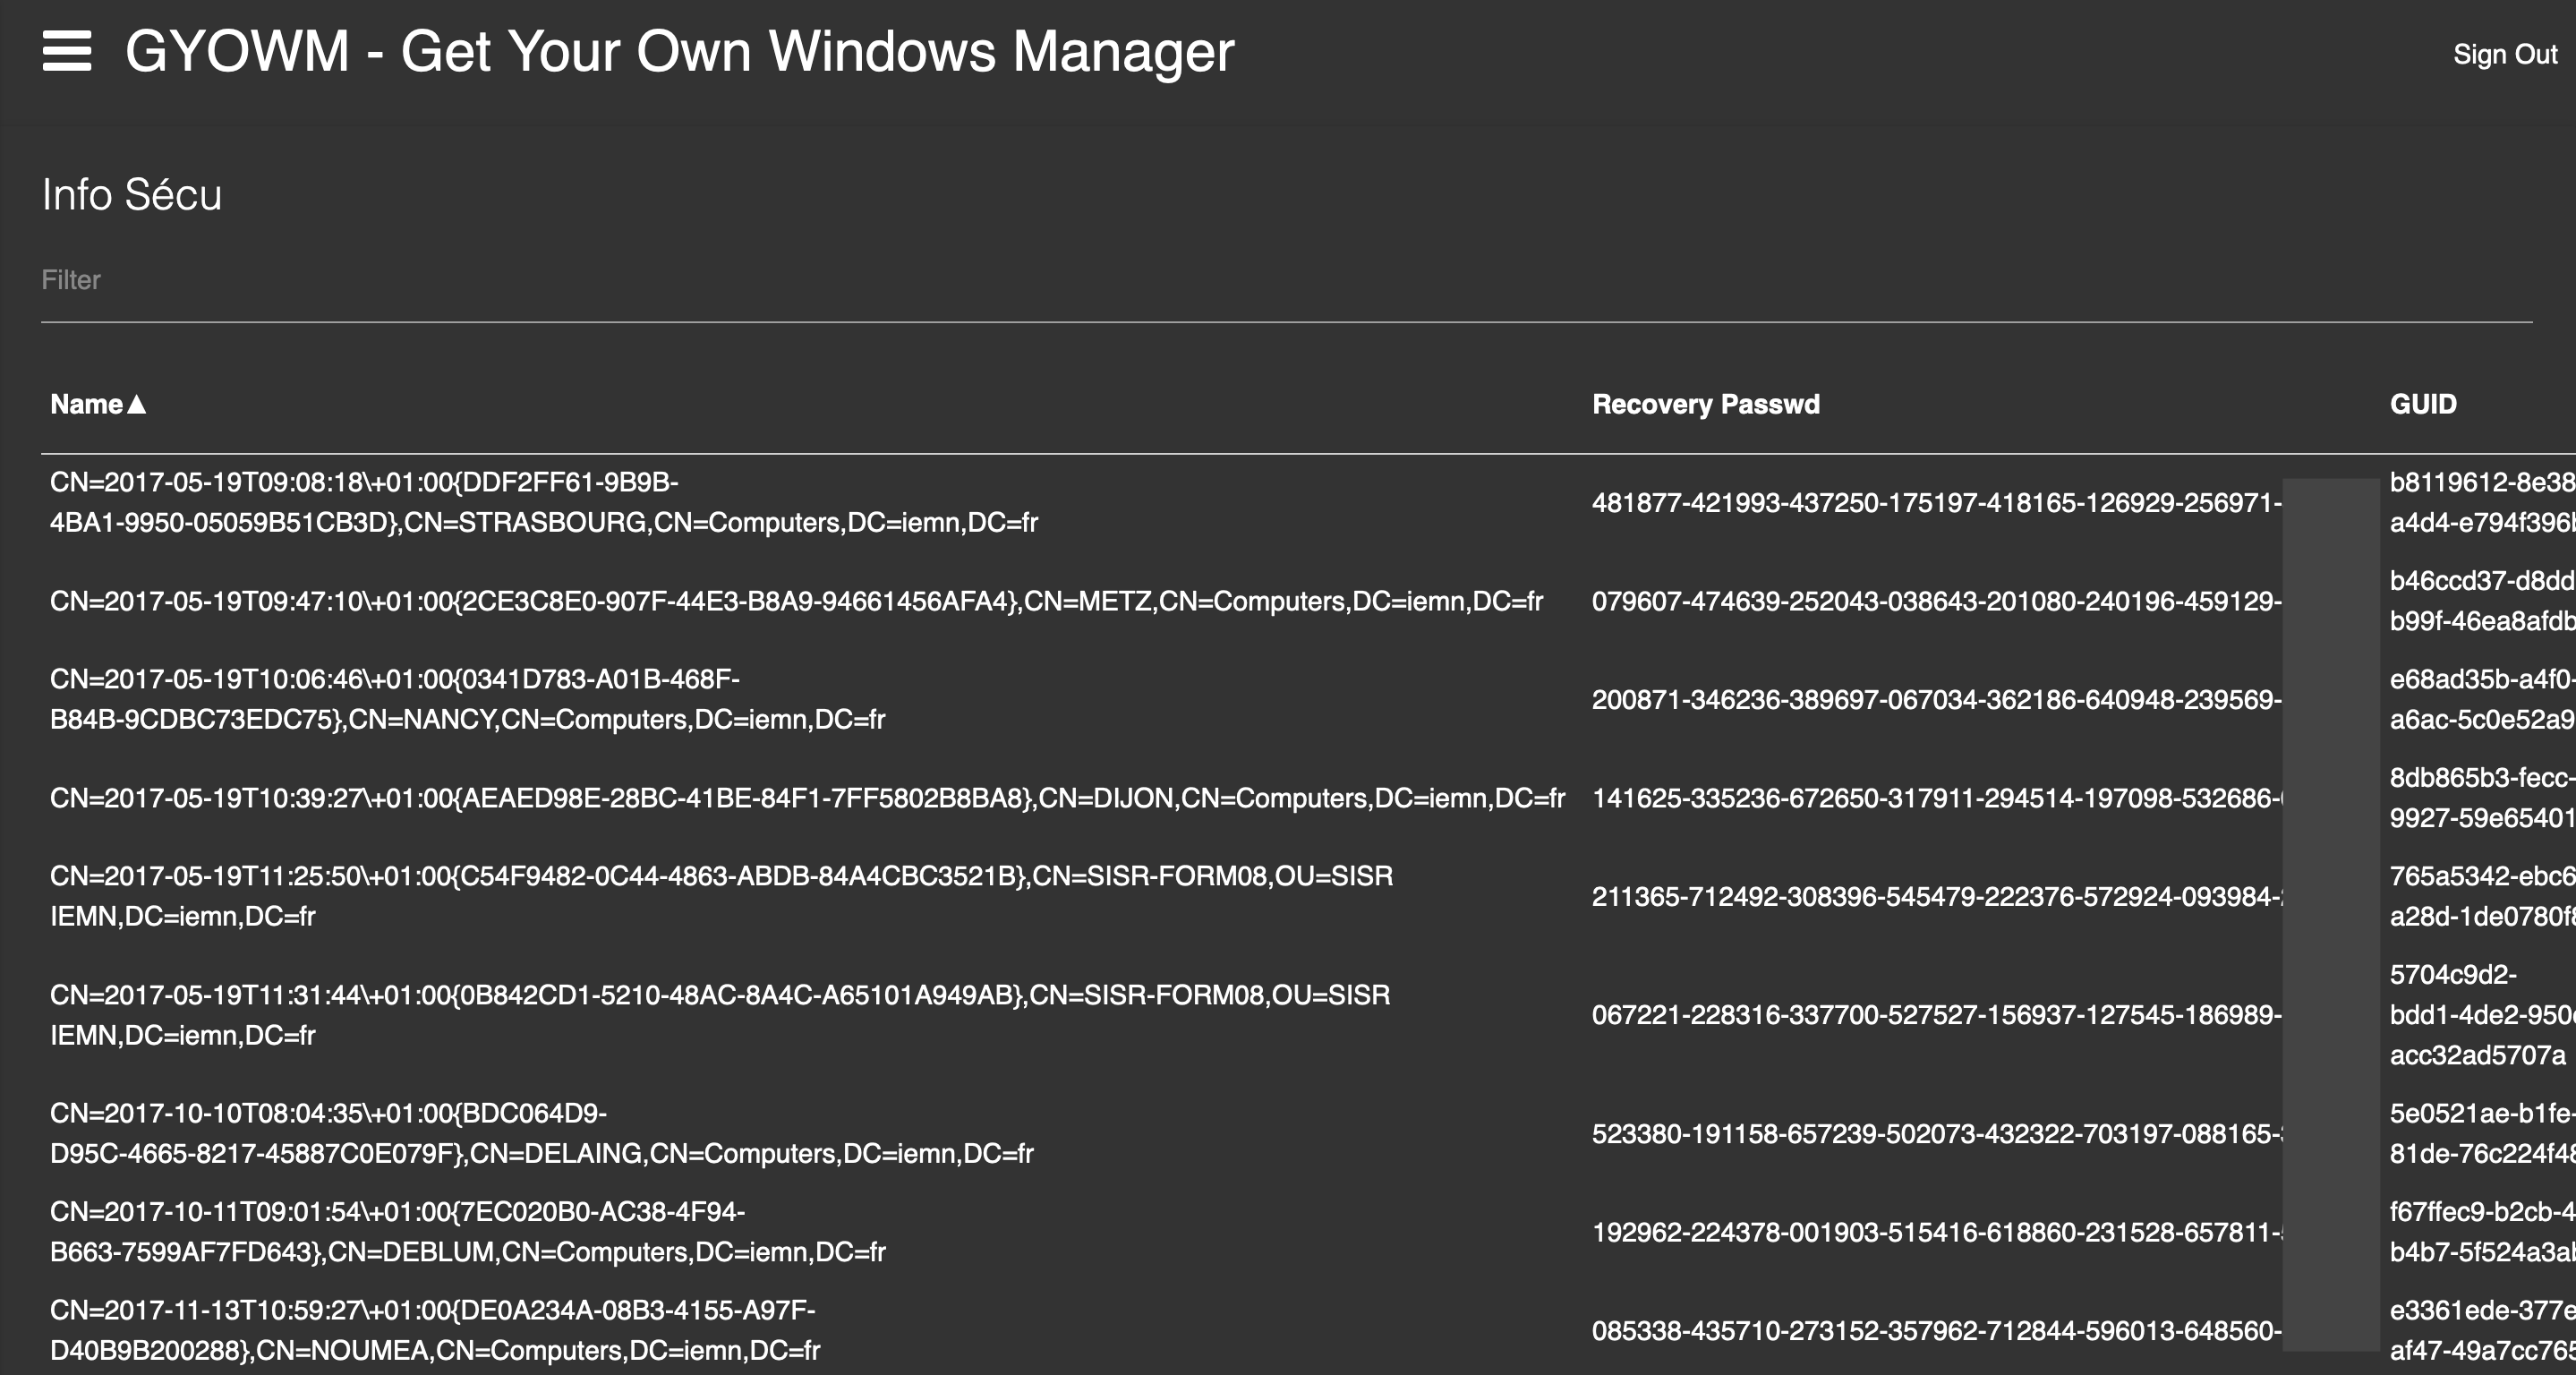 GYOWM - Get Your Own Windows Manager
Sign Out
Info Sécu
Filter
Name▲
Recovery Passwd
GUID
CN=2017-05-19T09:08:18\+01:00{DDF2FF61-9B9B-
4BA1-9950-05059B51CB3D},CN=STRASBOURG,CN=Computers,DC=iemn,DC=fr
481877-421993-437250-175197-418165-126929-256971-
b8119612-8e38
a4d4-e794f396b
CN=2017-05-19T09:47:10\+01:00{2CE3C8E0-907F-44E3-B8A9-94661456AFA4},CN=METZ,CN=Computers,DC=iemn,DC=fr
079607-474639-252043-038643-201080-240196-459129-
b46ccd37-d8dd
b99f-46ea8afdb
CN=2017-05-19T10:06:46\+01:00{0341D783-A01B-468F-
B84B-9CDBC73EDC75},CN=NANCY,CN=Computers,DC=iemn,DC=fr
200871-346236-389697-067034-362186-640948-239569-
e68ad35b-a4f0-
a6ac-5c0e52a9
CN=2017-05-19T10:39:27\+01:00{AEAED98E-28BC-41BE-84F1-7FF5802B8BA8},CN=DIJON,CN=Computers,DC=iemn,DC=fr
141625-335236-672650-317911-294514-197098-532686-
8db865b3-fecc-
9927-59e65401
CN=2017-05-19T11:25:50\+01:00{C54F9482-0C44-4863-ABDB-84A4CBC3521B},CN=SISR-FORM08,OU=SISR
IEMN,DC=iemn,DC=fr
211365-712492-308396-545479-222376-572924-093984-
765a5342-ebc6
a28d-1de0780f8
CN=2017-05-19T11:31:44\+01:00{0B842CD1-5210-48AC-8A4C-A65101A949AB},CN=SISR-FORM08,OU=SISR
IEMN,DC=iemn,DC=fr
067221-228316-337700-527527-156937-127545-186989-
5704c9d2-
bdd1-4de2-950
acc32ad5707a
CN=2017-10-10T08:04:35\+01:00{BDC064D9-
D95C-4665-8217-45887C0E079F},CN=DELAING,CN=Computers,DC=iemn,DC=fr
523380-191158-657239-502073-432322-703197-088165-
5e0521ae-b1fe-
81de-76c224f48
CN=2017-10-11T09:01:54\+01:00{7EC020B0-AC38-4F94-
B663-7599AF7FD643},CN=DEBLUM,CN=Computers,DC=iemn,DC=fr
192962-224378-001903-515416-618860-231528-657811-
f67ffec9-b2cb-4
b4b7-5f524a3ab
CN=2017-11-13T10:59:27\+01:00{DE0A234A-08B3-4155-A97F-
D40B9B200288},CN=NOUMEA,CN=Computers,DC=iemn,DC=fr
085338-435710-273152-357962-712844-596013-648560-
e3361ede-377e
af47-49a7cc765